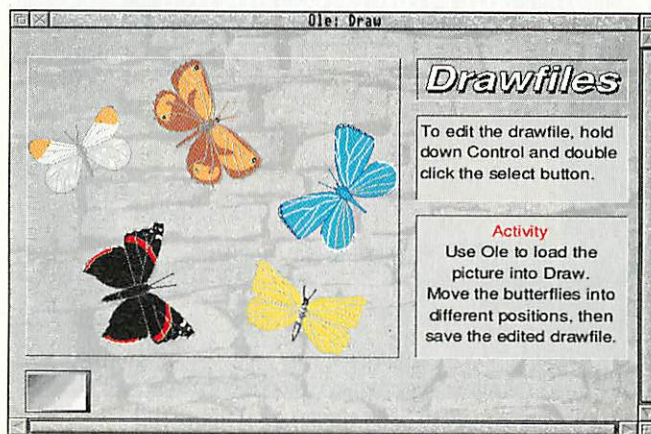 Ole: Draw
Drawfiles
To edit the drawfile, hold
down Control and double
click the select button.
Activity
Use Ole to load the
picture into Draw.
Move the butterflies into
different positions, then
save the edited drawfile.